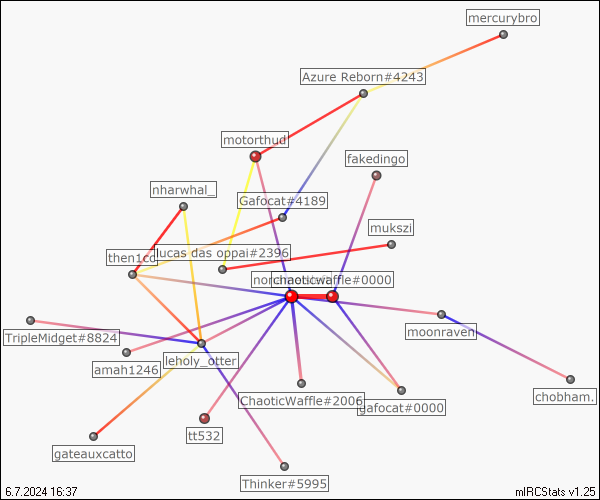 mercurybro
Azure Reborn#4243
motorthud
fakedingo
nharwhal_
Gafocat#4189
mukszi
then1cd
lucas das oppai#2396
chaoticwaffle#0000
moonraven
TripleMidget#8824
leholy_otter
amah1246
chobham.
ChaoticWaffle#2006
gafocat#0000
tt532
gateauxcatto
Thinker#5995
6.7.2024 16:37
mIRCStats v1.25